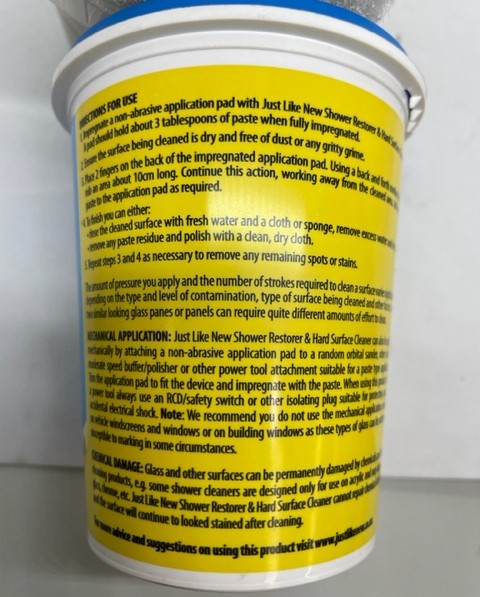 DIRECTIONS FOR USE
1. Impregnate a non-abrasive application pad with Just Like New Shower Restorer & Hard
A pad should hold about 3 tablespoons of paste when fully impregnated.
2. Ensure the surface being cleaned is dry and free of dust or any gritty grime.
3. Place 2 fingers on the back of the impregnated application pad. Using a back and forth
rub an area about 10cm long. Continue this action, working away from the cleaned
paste to the application pad as required.
4. To finish you can either:
- rinse the cleaned surface with fresh water and a cloth or sponge, remove excess water
- remove any paste residue and polish with a clean, dry cloth.
5. Repeat steps 3 and 4 as necessary to remove any remaining spots or stains.
The amount of pressure you apply and the number of strokes required to clean a surface
depending on the type and level of contamination, type of surface being cleaned and other
two similar looking glass panes or panels can require quite different amounts of effort to
MECHANICAL APPLICATION: Just Like New Shower Restorer & Hard Surface Cleaner can
mechanically by attaching a non-abrasive application pad to a random orbital sander,
moderate speed buffer/polisher or other power tool attachment suitable for a paste
Trim the application pad to fit the device and impregnate with the paste. When using
a power tool always use an RCD/safety switch or other isolating plug suitable for
accidental electrical shock. Note: We recommend you do not use the mechanical
on vehicle windscreens and windows or on building windows as these types of glass can
susceptible to marking in some circumstances.
CHEMICAL DAMAGE: Glass and other surfaces can be permanently damaged by
cleaning products, e.g. some shower cleaners are designed only for use on acrylic and
glass, chrome, etc. Just Like New Shower Restorer & Hard Surface Cleaner cannot repair
and the surface will continue to looked stained after cleaning.
For more advice and suggestions on using this product visit